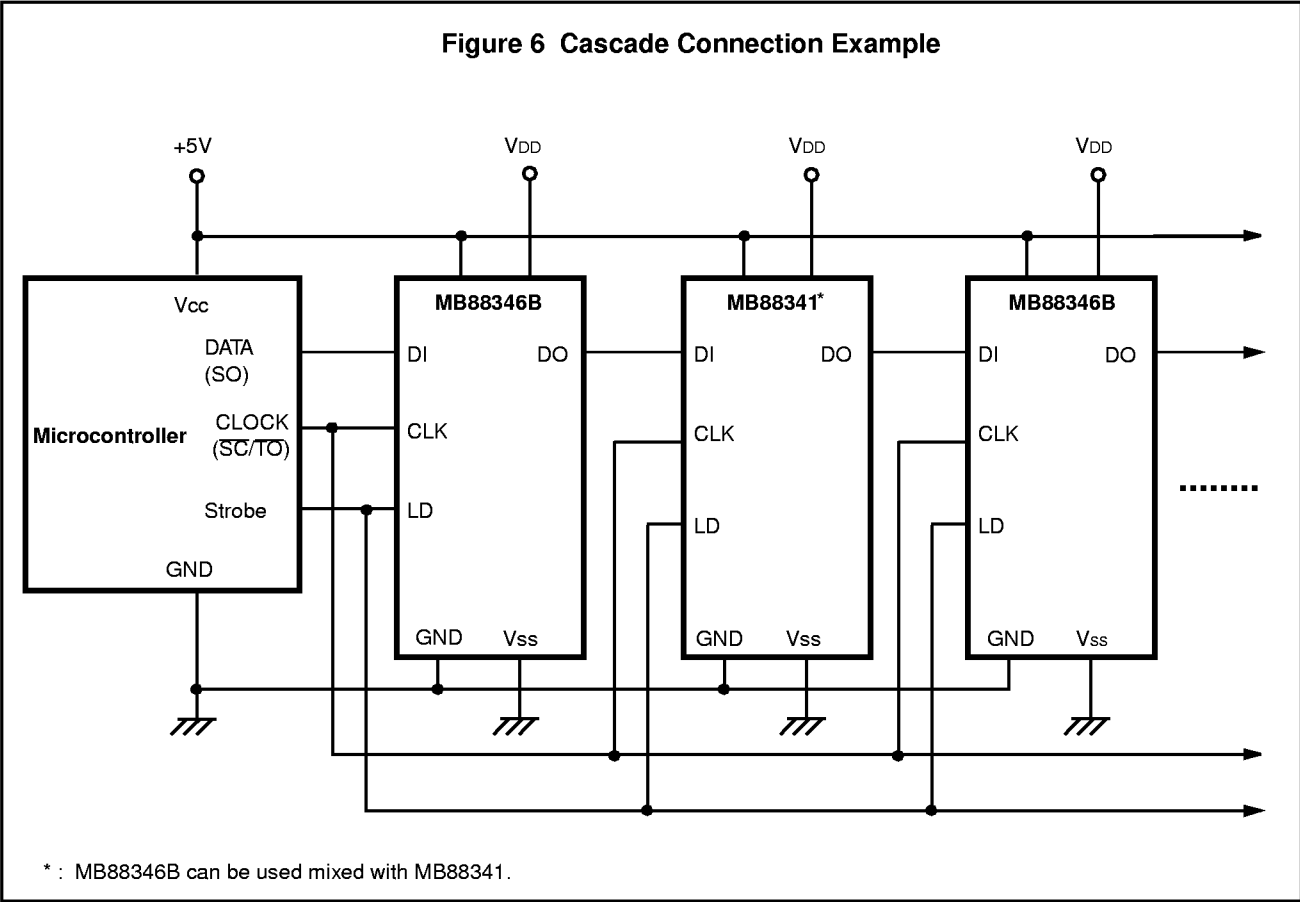 Figure 6 Cascade Connection Example
+5V
VDD
VDD
VDD
Microcontroller
Vcc
DATA
(SO)
CLOCK
(S̅C̅/T̅O̅)
Strobe
GND
MB88346B
DI
DO
CLK
LD
GND
Vss
MB88341*
DI
DO
CLK
LD
GND
Vss
MB88346B
DI
DO
CLK
LD
GND
Vss
........
* : MB88346B can be used mixed with MB88341.